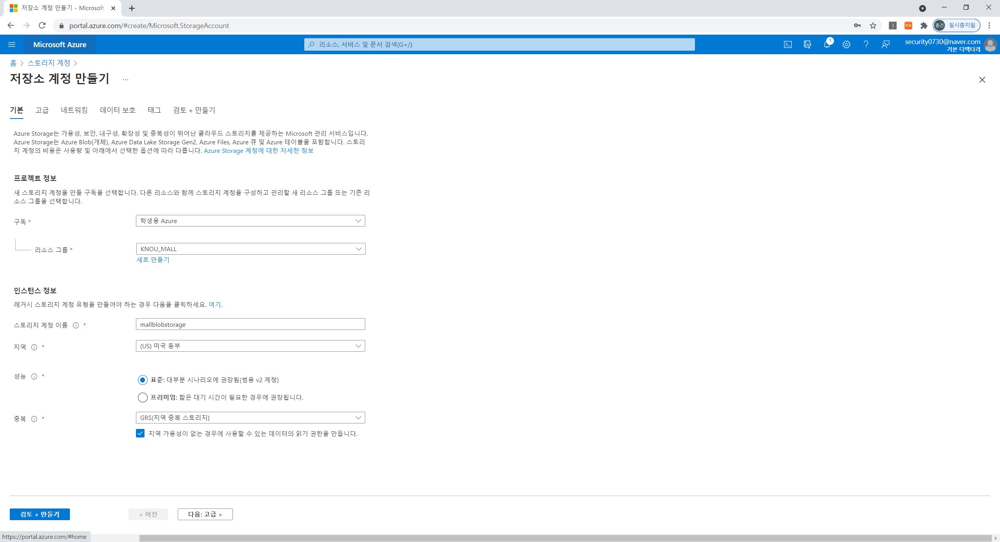 저장소 계정 만들기 - Microsoft
portal.azure.com/#create/Microsoft.StorageAccount
EX
충건 일시중지됨
Microsoft Azure
리소스, 서비스 및 문서 검색(G+/)
1
security0730@naver.com
기본 디렉터리
홈 > 스토리지 계정 >
저장소 계정 만들기 ...
기본 고급 네트워킹 데이터 보호 태그 검토 + 만들기
Azure Storage는 가용성, 보안, 내구성, 확장성 및 중복성이 뛰어난 클라우드 스토리지를 제공하는 Microsoft 관리 서비스입니다.
Azure Storage는 Azure Blob(개체), Azure Data Lake Storage Gen2, Azure Files, Azure 큐 및 Azure 테이블을 포함합니다. 스토리
지 계정의 비용은 사용량 및 아래에서 선택한 옵션에 따라 다릅니다. Azure Storage 계정에 대한 자세한 정보
프로젝트 정보
새 스토리지 계정을 만들 구독을 선택합니다. 다른 리소스와 함께 스토리지 계정을 구성하고 관리할 새 리소스 그룹 또는 기존 리
소스 그룹을 선택합니다.
구독 * 학생용 Azure
리소스 그룹 * KNOU_MALL
새로 만들기
인스턴스 정보
레거시 스토리지 계정 유형을 만들어야 하는 경우 다음을 클릭하세요. 여기.
스토리지 계정 이름 * mallblobstorage
지역 * (US) 미국 동부
성능 * 표준: 대부분 시나리오에 권장됨(범용 v2 계정)
프리미엄: 짧은 대기 시간이 필요한 경우에 권장됩니다.
중복 * GRS(지역 중복 스토리지)
지역 가용성이 없는 경우에 사용할 수 있는 데이터의 읽기 권한을 만듭니다.
검토 + 만들기 < 이전 다음: 고급 >
https://portal.azure.com/#home